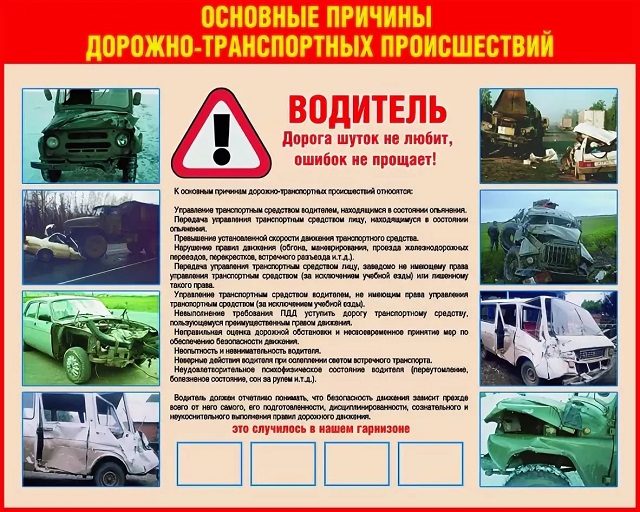 ОСНОВНЫЕ ПРИЧИНЫ
ДОРОЖНО-ТРАНСПОРТНЫХ ПРОИСШЕСТВИЙ
ВОДИТЕЛЬ
Дорога шуток не любит,
ошибок не прощает!
К основным причинам дорожно-транспортных происшествий относятся:
Управление транспортным средством водителем, находящимся в состоянии опьянения.
Передача управления транспортным средством лицу, находящемуся в состоянии
опьянения.
Превышение установленной скорости движения транспортного средства.
Нарушение правил движения (обгона, маневрирования, проезда железнодорожных
переездов, перекрестков, встречного разъезда и.т.д.).
Передача управления транспортным средством лицу, заведомо не имеющему права
управления транспортным средством (за исключением учебной езды) или лишенному
такого права.
Управление транспортным средством водителем, не имеющим права управления
транспортным средством (за исключением учебной езды).
Невыполнение требования ПДД уступить дорогу транспортному средству,
пользующемуся преимущественным правом движения.
Неправильная оценка дорожной обстановки и несвоевременное принятие мер по
обеспечению безопасности движения.
Неопытность и невнимательность водителя.
Неверные действия водителя при ослеплении светом встречного транспорта.
Неудовлетворительное психофизическое состояние водителя (переутомление,
болезненое состояние, сон за рулем и.т.д.).
Водитель должен отчетливо понимать, что безопасность движения зависит прежде
всего от него самого, его подготовленности, дисциплинированности, сознательного и
неукоснительного выполнения правил дорожного движения.
это случилось в нашем гарнизоне